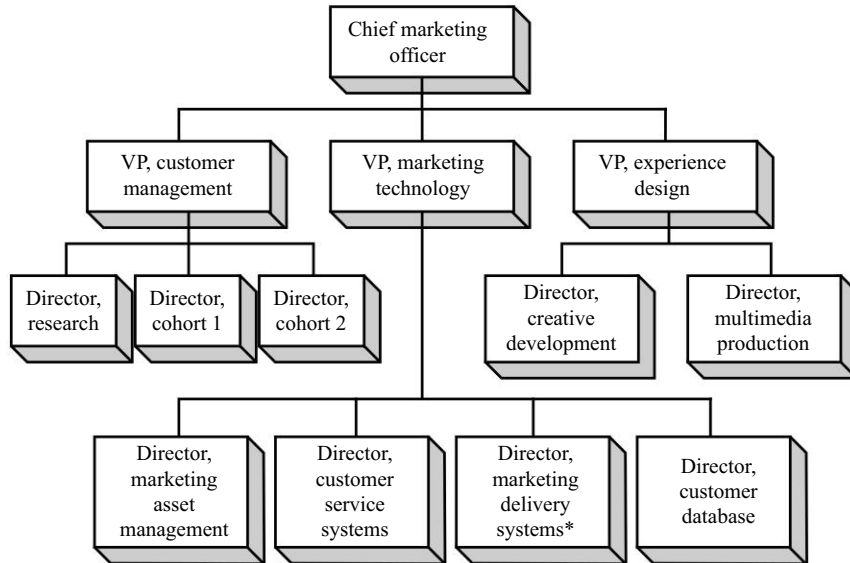 Chief marketing
officer
VP, customer
management
VP, marketing
technology
VP, experience
design
Director,
research
Director,
cohort 1
Director,
cohort 2
Director,
creative
development
Director,
multimedia
production
Director,
marketing
asset
management
Director,
customer
service
systems
Director,
marketing
delivery
systems*
Director,
customer
database